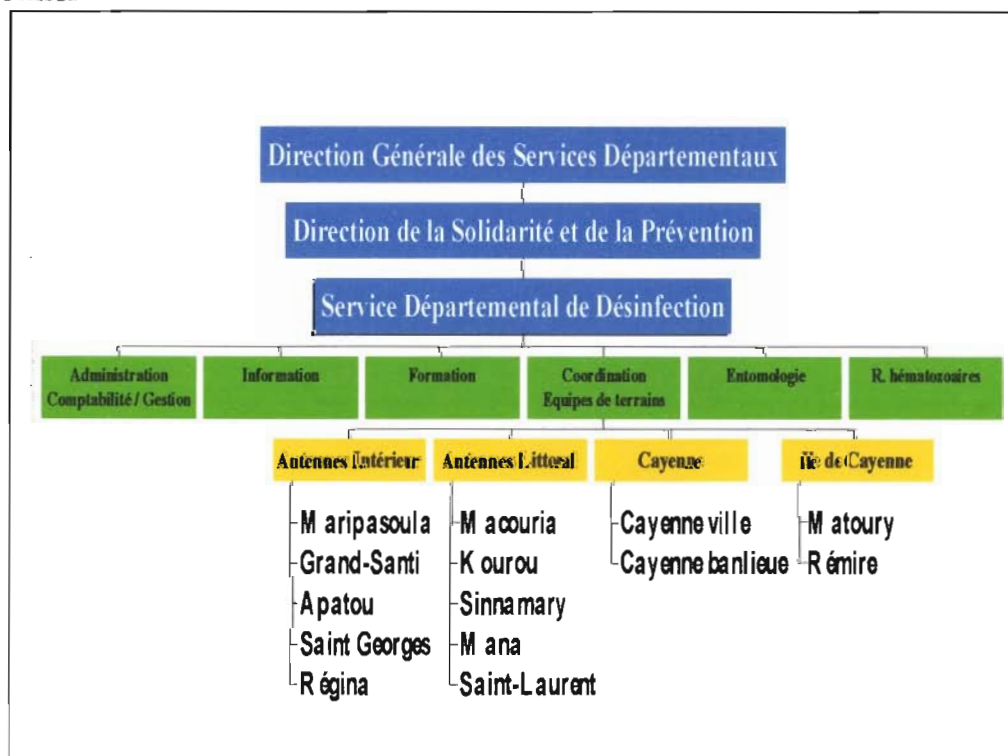 Direction Générale des Services Départementaux
Direction de la Solidarité et de la Prévention
Service Départemental de Désinfection
Administration
Comptabilité / Gestion
Information
Formation
Coordination
Equipes de terrains
Entomologie
R. hématozoaires
Antennes Intérieur
Antennes Littoral
Cayenne
Île de Cayenne
Maripasoula
Grand-Santi
Apatou
Saint Georges
Régina
Macouria
Kourou
Sinnamary
Mana
Saint-Laurent
Cayenne ville
Cayenne banlieue
Matoury
Rémire